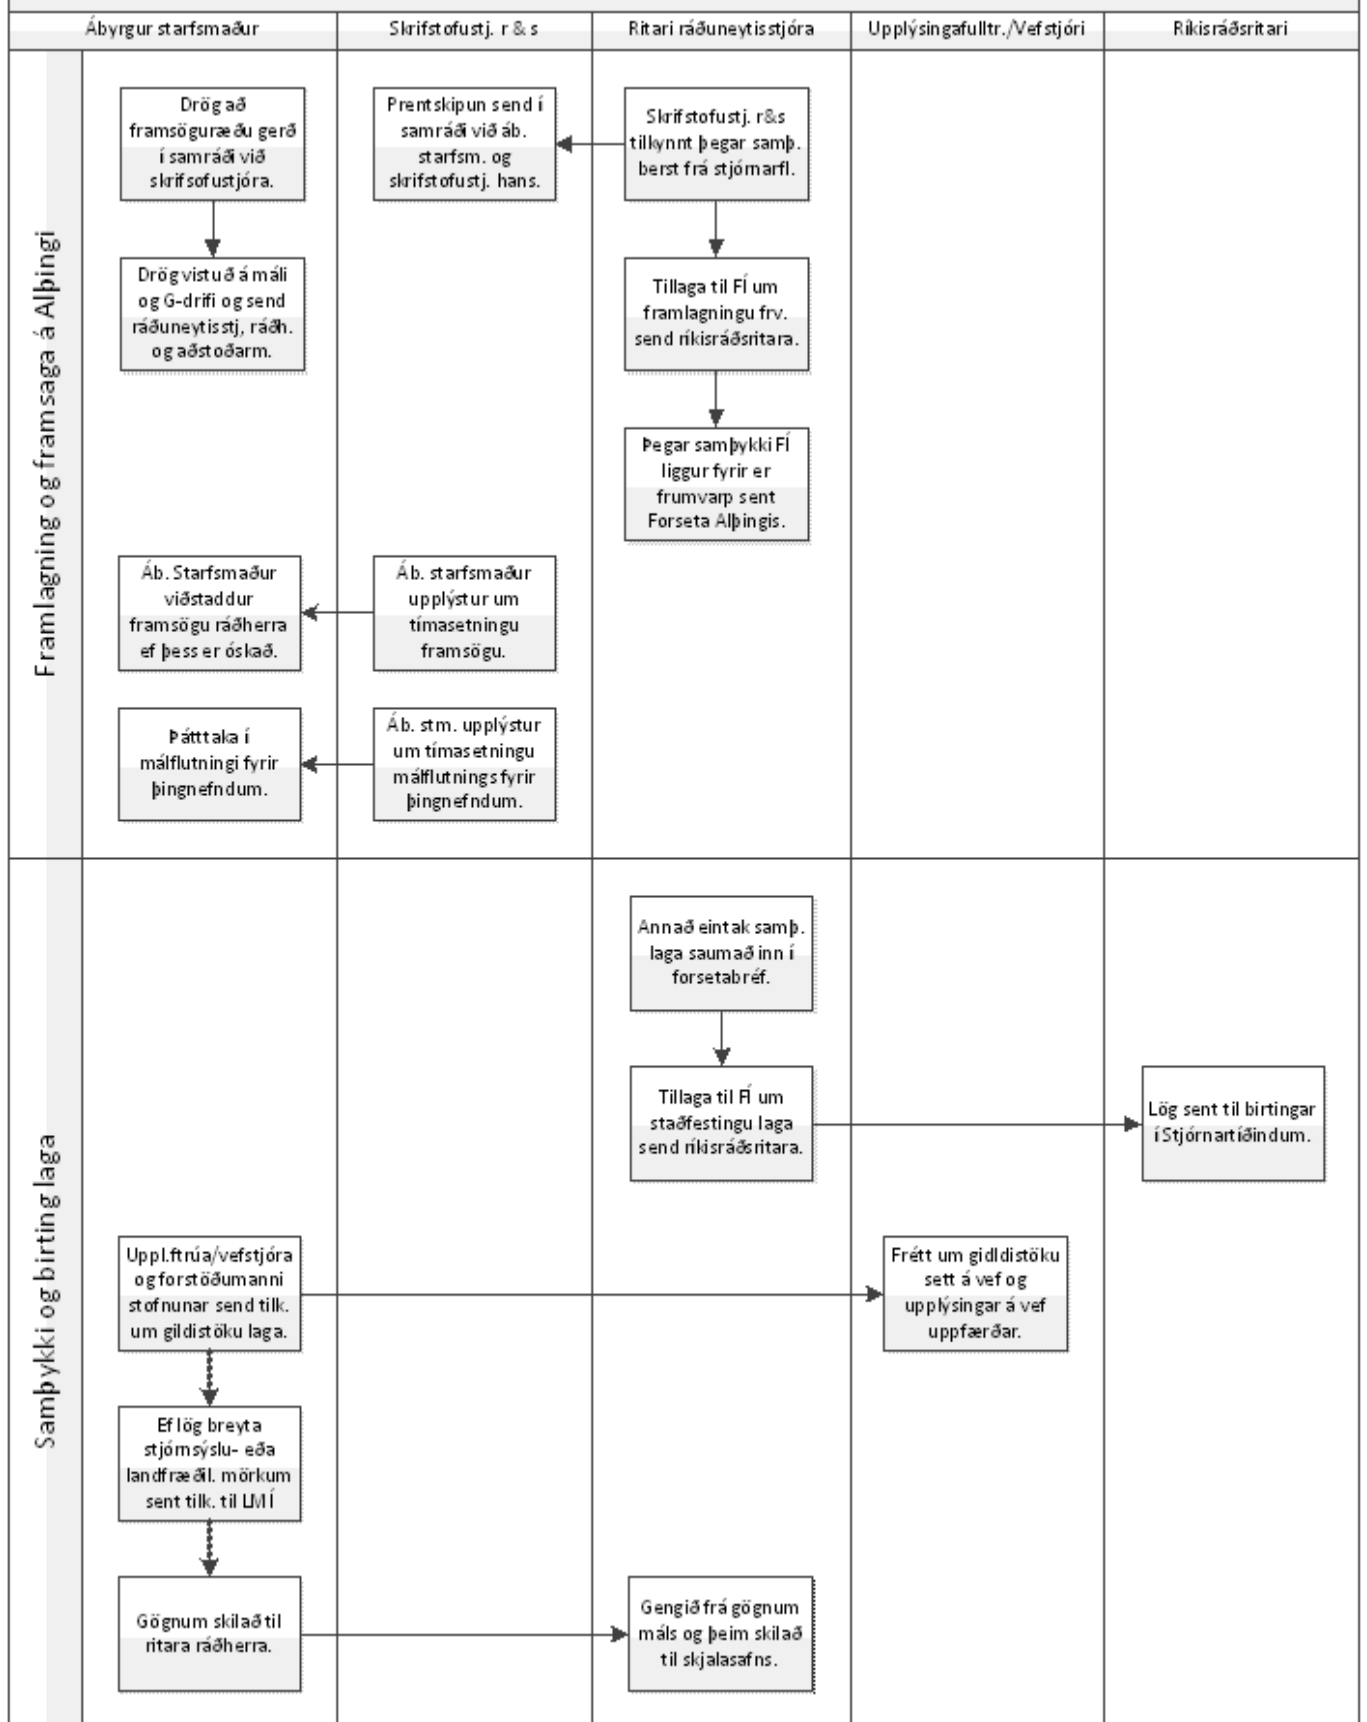 Ábyrgur starfsmaður
Skrifstofustj. r & s
Ritari ráðuneytisstjóra
Upplýsingafulltr./Vefstjóri
Ríkisráðsritari
Framlagning og framsaga á Alþingi
Drög að
framsöguræðu gerð
í samráði við
skrifsofustjóra.
Prentskipun send í
samráði við áb.
starfsm. og
skrifstofustj. hans.
Skrifstofustj. r&s
tilkynnt þegar samþ.
berst frá stjórnarfl.
Drög vistuð á máli
og G-drifi og send
ráðuneytisstj, ráðh.
og aðstoðarm.
Tillaga til FÍ um
framlagningu frv.
send ríkisráðsritara.
Þegar samþykki FÍ
liggur fyrir er
frumvarp sent
Forseta Alþingis.
Áb. Starfsmaður
viðstaddur
framsögu ráðherra
ef þess er óskað.
Áb. starfsmaður
upplýstur um
tímasetningu
framsögu.
Þátttaka í
málflutningi fyrir
þingnefndum.
Áb. stm. upplýstur
um tímasetningu
málflutnings fyrir
þingnefndum.
Samþykki og birting laga
Annað eintak samþ.
laga saumað inn í
forsetabréf.
Tillaga til FÍ um
staðfestingu laga
send ríkisráðsritara.
Lög sent til birtingar
í Stjórnartíðindum.
Uppl.ftrúa/vefstjóra
og forstöðumanni
stofnunar send tilk.
um gildistöku laga.
Frétt um gidldistöku
sett á vef og
upplýsingar á vef
uppfærðar.
Ef lög breyta
stjórnsýslu- eða
landfræðil. mörkum
sent tilk. til LMÍ
Gögnum skilað til
ritara ráðherra.
Gengið frá gögnum
máls og þeim skilað
til skjalasafns.